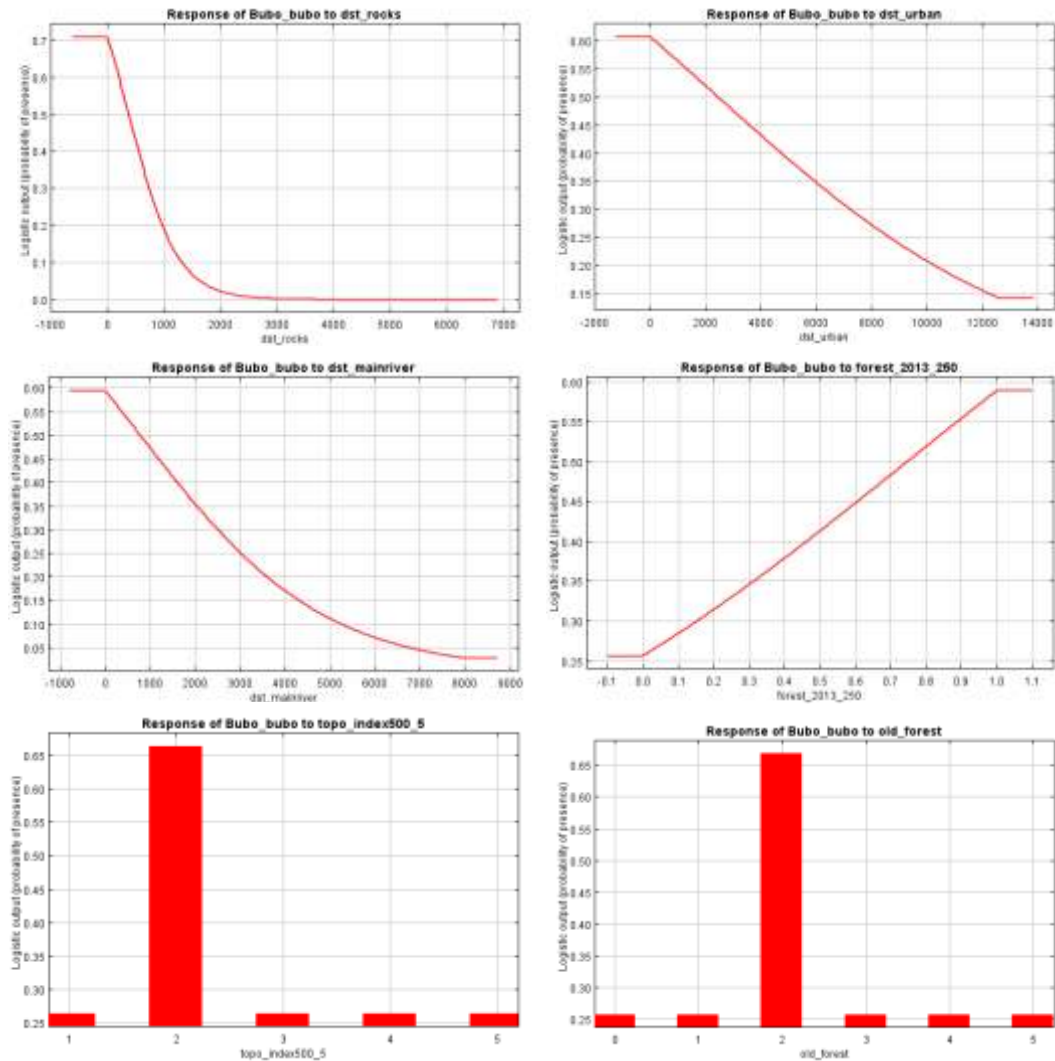 Response of Bubo_bubo to dst_rocks
Logistic output (probability of presence)
0.7
0.6
0.5
0.4
0.3
0.2
0.1
0.0
-1000 0 1000 2000 3000 4000 5000 6000 7000
dst_rocks
Response of Bubo_bubo to dst_urban
Logistic output (probability of presence)
0.60
0.55
0.50
0.45
0.40
0.35
0.30
0.25
0.20
0.15
-2000 0 2000 4000 6000 8000 10000 12000 14000
dst_urban
Response of Bubo_bubo to dst_mainriver
Logistic output (probability of presence)
0.60
0.55
0.50
0.45
0.40
0.35
0.30
0.25
0.20
0.15
0.10
0.05
-1000 0 1000 2000 3000 4000 5000 6000 7000 8000 9000
dst_mainriver
Response of Bubo_bubo to forest_2013_250
Logistic output (probability of presence)
0.60
0.55
0.50
0.45
0.40
0.35
0.30
0.25
-0.1 0.0 0.1 0.2 0.3 0.4 0.5 0.6 0.7 0.8 0.9 1.0 1.1
forest_2013_250
Response of Bubo_bubo to topo_index500_5
Logistic output (probability of presence)
0.65
0.60
0.55
0.50
0.45
0.40
0.35
0.30
0.25
1 2 3 4 5
topo_index500_5
Response of Bubo_bubo to old_forest
Logistic output (probability of presence)
0.65
0.60
0.55
0.50
0.45
0.40
0.35
0.30
0.25
0 1 2 3 4 5
old_forest